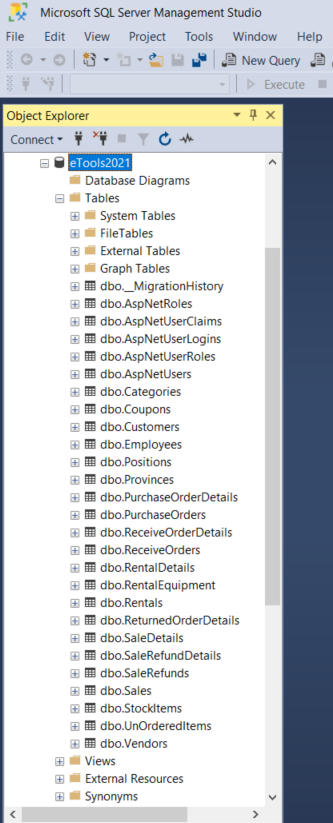 Microsoft SQL Server Management Studio
File Edit View Project Tools Window Help
New Query
Execute
Object Explorer
Connect
eTools2021
Database Diagrams
Tables
System Tables
FileTables
External Tables
Graph Tables
dbo.__MigrationHistory
dbo.AspNetRoles
dbo.AspNetUserClaims
dbo.AspNetUserLogins
dbo.AspNetUserRoles
dbo.AspNetUsers
dbo.Categories
dbo.Coupons
dbo.Customers
dbo.Employees
dbo.Positions
dbo.Provinces
dbo.PurchaseOrderDetails
dbo.PurchaseOrders
dbo.ReceiveOrderDetails
dbo.ReceiveOrders
dbo.RentalDetails
dbo.RentalEquipment
dbo.Rentals
dbo.ReturnedOrderDetails
dbo.SaleDetails
dbo.SaleRefundDetails
dbo.SaleRefunds
dbo.Sales
dbo.StockItems
dbo.UnOrderedItems
dbo.Vendors
Views
External Resources
Synonyms